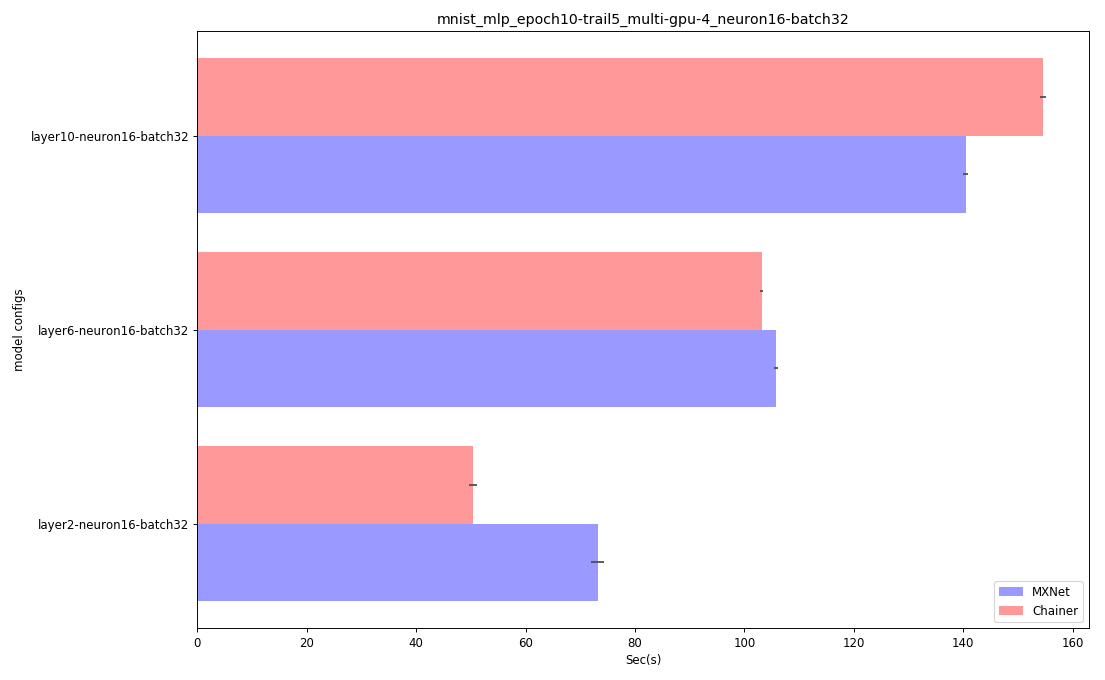 mnist_mlp_epoch10-trail5_multi-gpu-4_neuron16-batch32
layer10-neuron16-batch32
layer6-neuron16-batch32
layer2-neuron16-batch32
model configs
MXNet
Chainer
0 20 40 60 80 100 120 140 160
Sec(s)